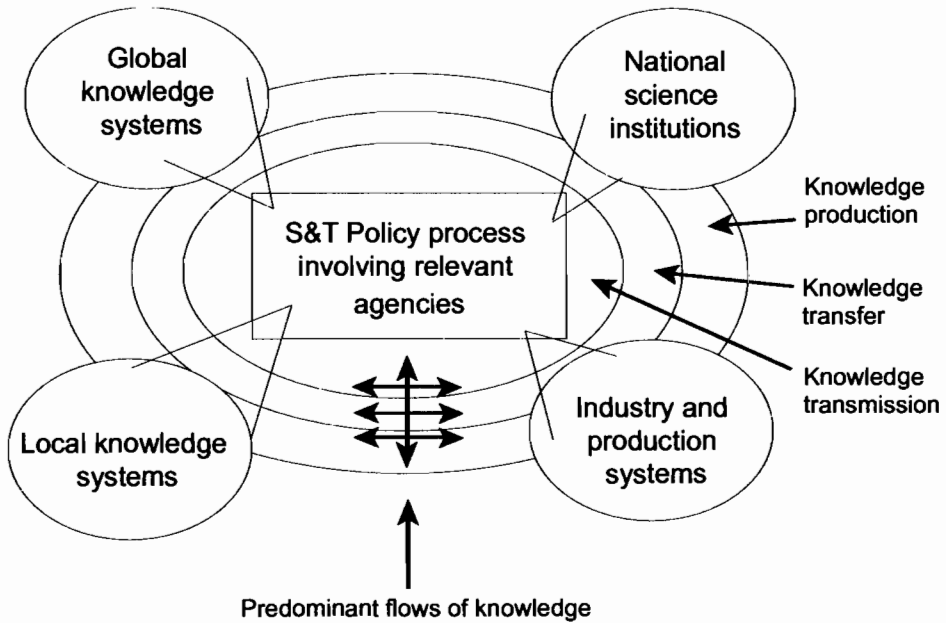 Global
knowledge
systems
National
science
institutions
Knowledge
production
S&T Policy process
involving relevant
agencies
Knowledge
transfer
Knowledge
transmission
Local knowledge
systems
Industry and
production
systems
Predominant flows of knowledge